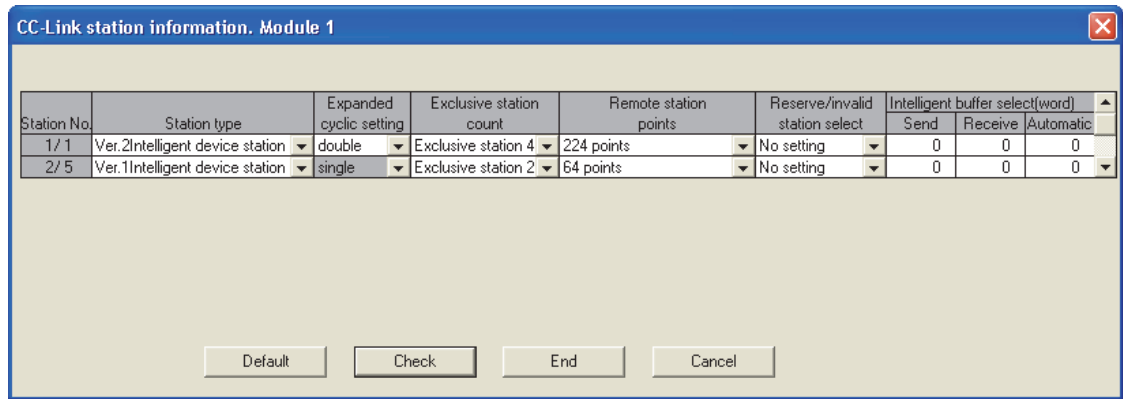 CC-Link station information. Module 1
Station No. Station type Expanded cyclic setting Exclusive station count Remote station points Reserve/invalid station select Intelligent buffer select(word) Send Receive Automatic
1/ 1 Ver.2Intelligent device station double Exclusive station 4 224 points No setting 0 0 0
2/ 5 Ver.1Intelligent device station single Exclusive station 2 64 points No setting 0 0 0
Default Check End Cancel